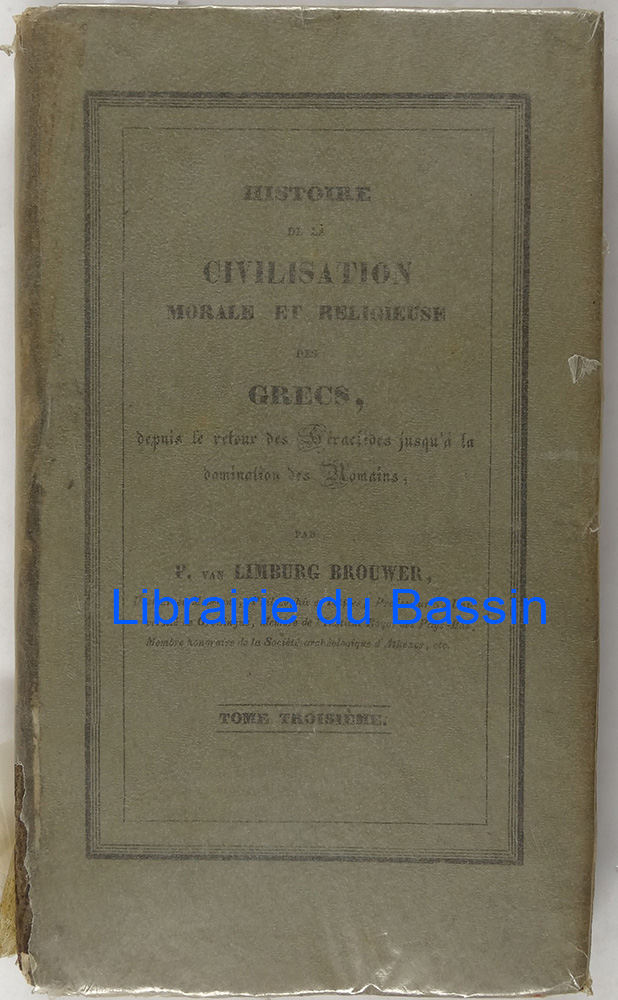 HISTOIRE
DE LA
CIVILISATION
MORALE ET RELIGIEUSE
DES
GRECS,
depuis le retour des Héraclides jusqu'à la
domination des Romains,
PAR
P. VAN LIMBURG BROUWER,
Librairie du Bassin
Membre honoraire de la Société archéologique d'Athènes, etc.
TOME TROISIÈME.